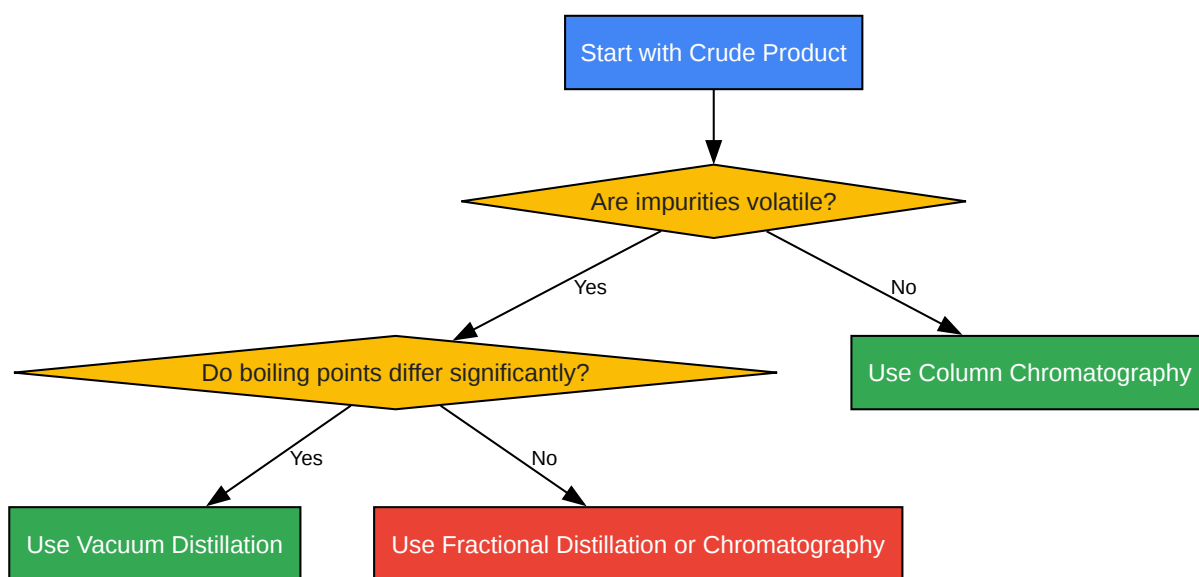 Start with Crude Product
Are impurities volatile?
Yes
No
Do boiling points differ significantly?
Use Column Chromatography
Yes
No
Use Vacuum Distillation
Use Fractional Distillation or Chromatography